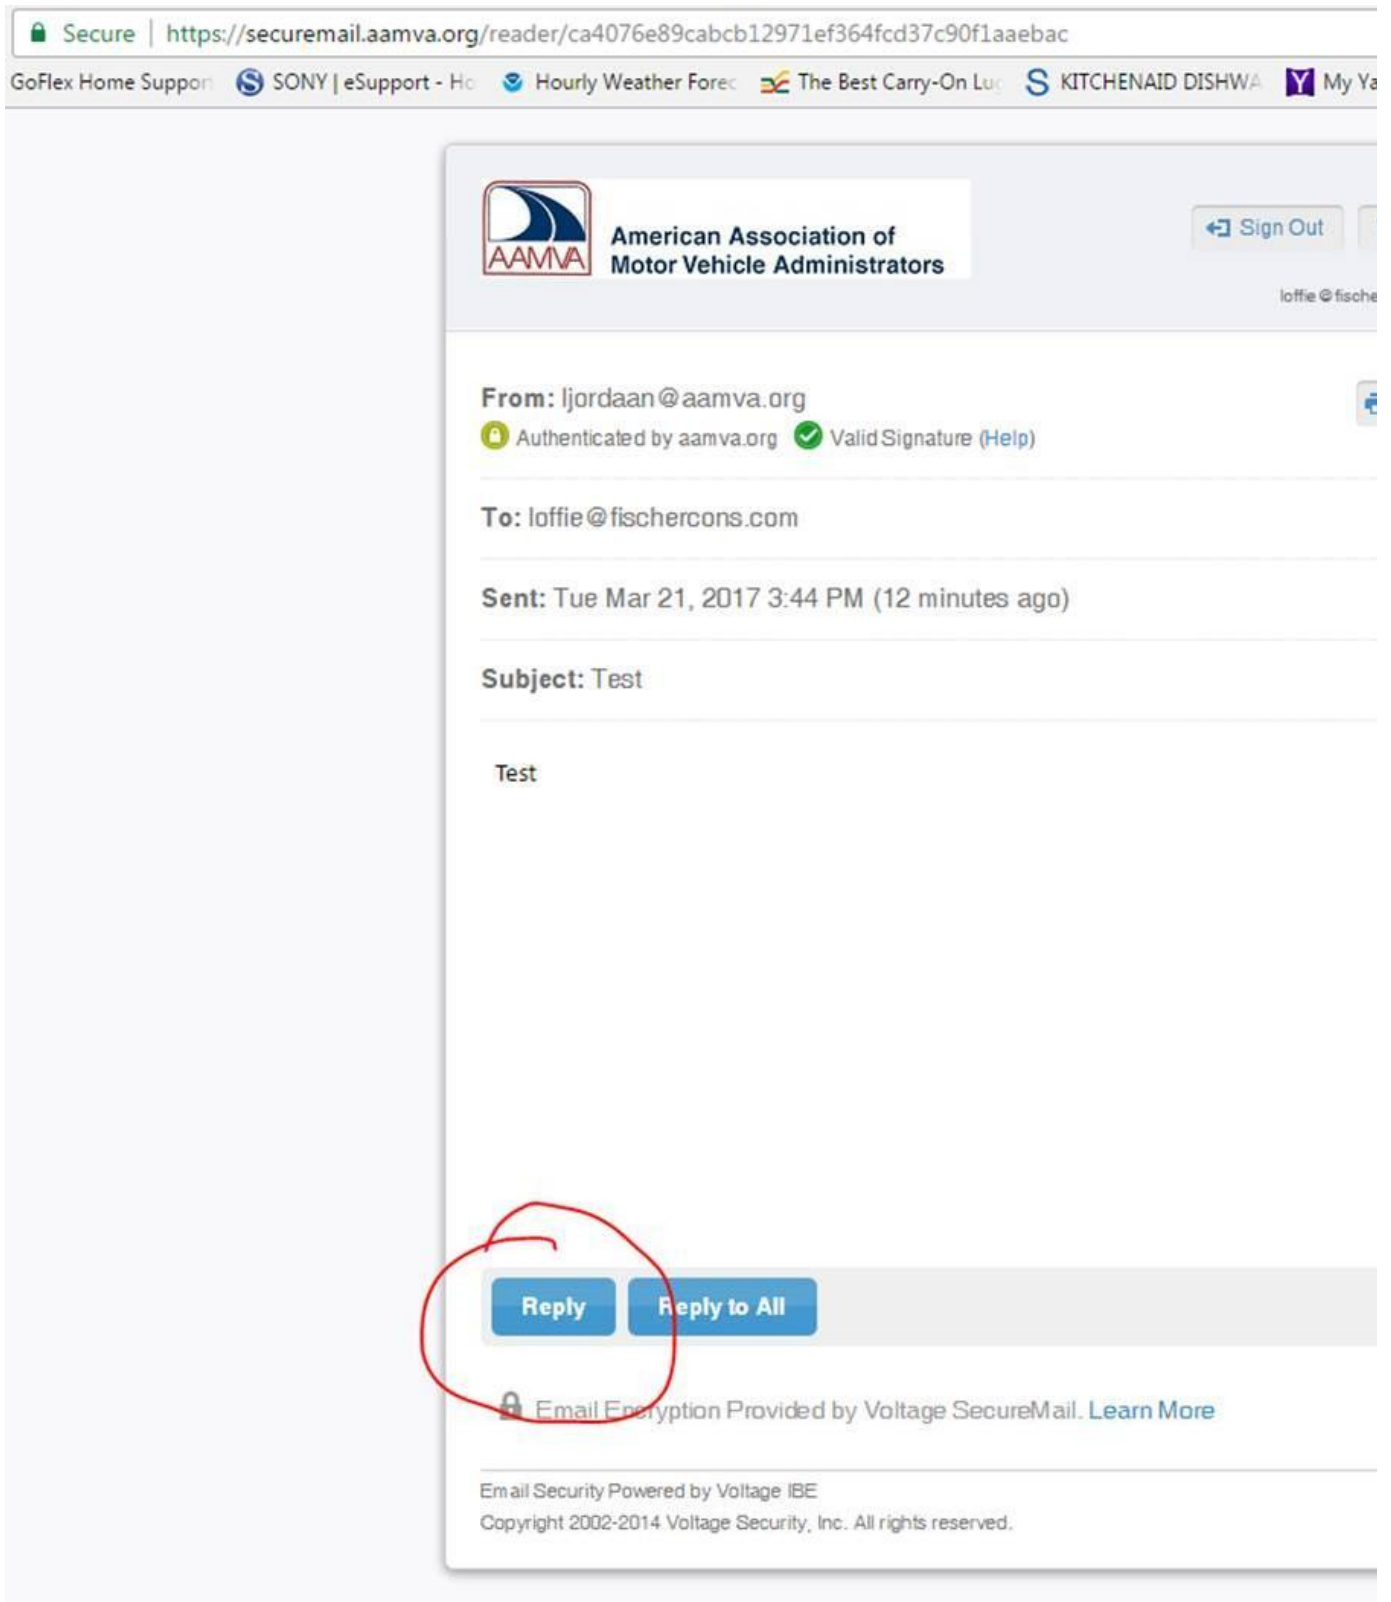 Secure | https://securemail.aamva.org/reader/ca4076e89cabcb12971ef364fcd37c90f1aaebac
GoFlex Home Suppor SONY | eSupport - Ho Hourly Weather Forec The Best Carry-On Lug KITCHENAID DISHWA My Ya
AAMVA
American Association of
Motor Vehicle Administrators
Sign Out
loffie@fische
From: ljordaan@aamva.org
Authenticated by aamva.org Valid Signature (Help)
To: loffie@fischercons.com
Sent: Tue Mar 21, 2017 3:44 PM (12 minutes ago)
Subject: Test
Test
Reply Reply to All
Email Encryption Provided by Voltage SecureMail. Learn More
Email Security Powered by Voltage IBE
Copyright 2002-2014 Voltage Security, Inc. All rights reserved.